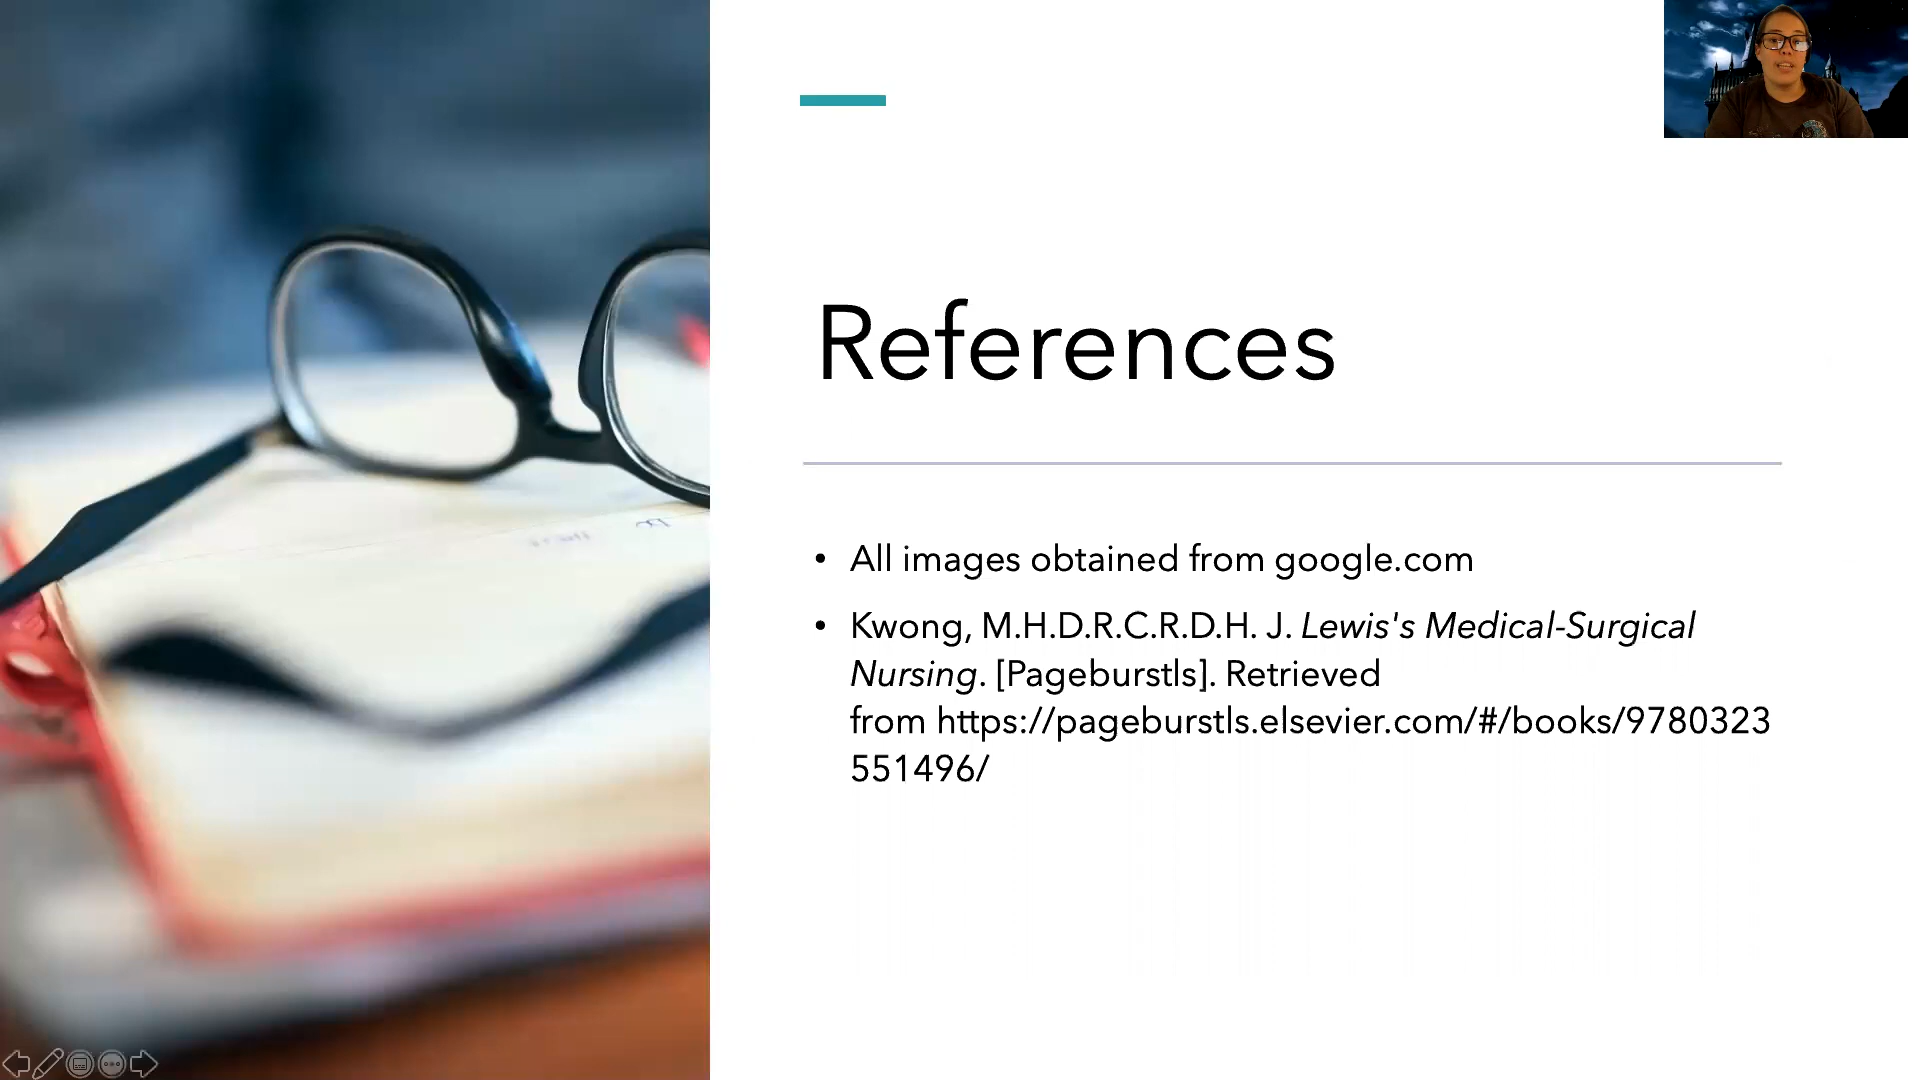 References
• All images obtained from google.com
• Kwong, M.H.D.R.C.R.D.H. J. Lewis's Medical-Surgical
Nursing. [Pageburstls]. Retrieved
from https://pageburstls.elsevier.com/#/books/9780323
551496/